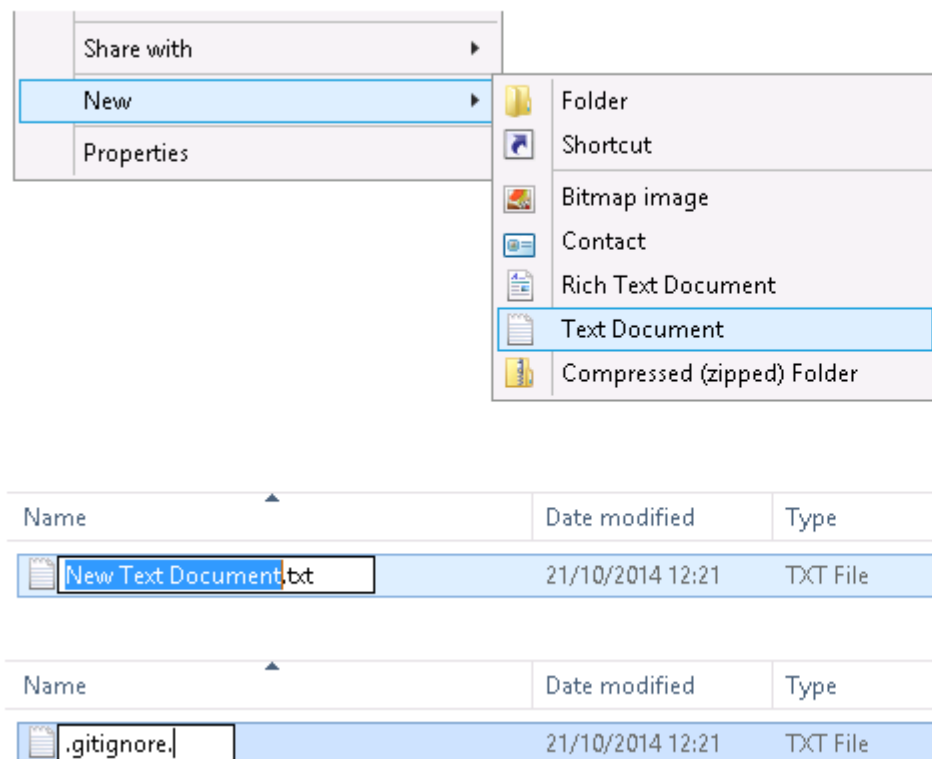 Share with
New
Properties
Folder
Shortcut
Bitmap image
Contact
Rich Text Document
Text Document
Compressed (zipped) Folder
Name Date modified Type
New Text Document.txt 21/10/2014 12:21 TXT File
Name Date modified Type
.gitignore. 21/10/2014 12:21 TXT File